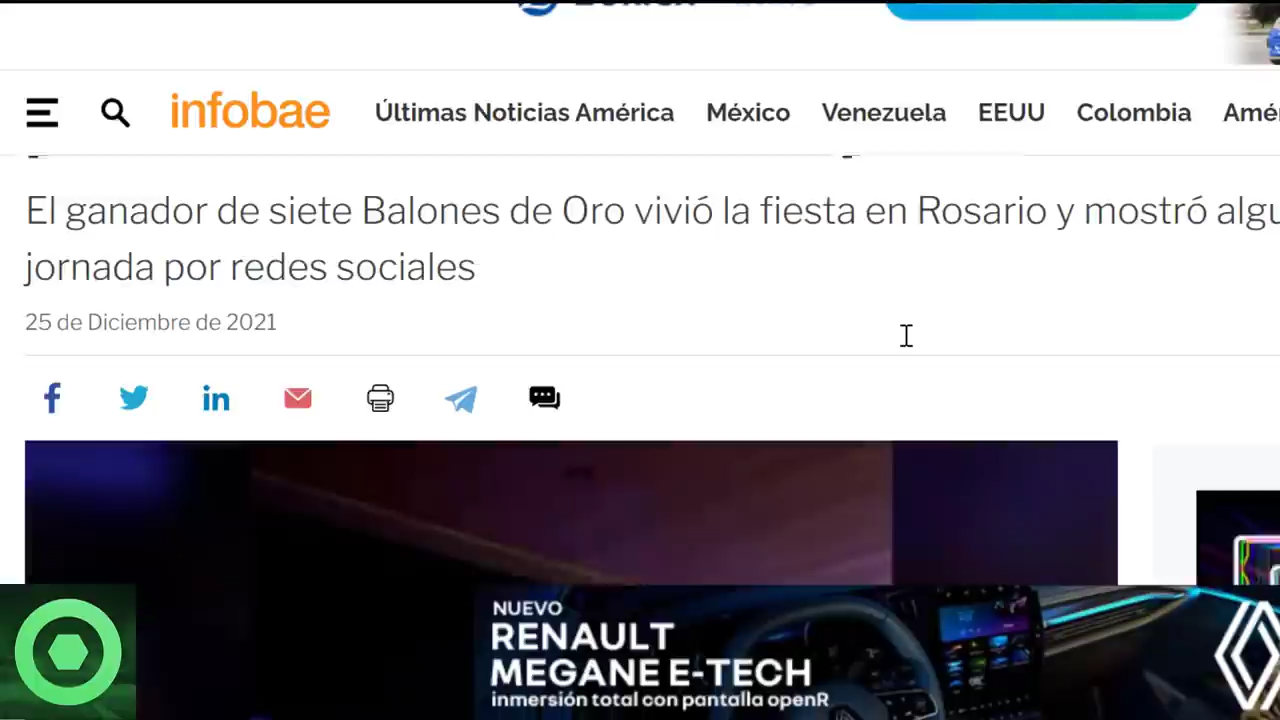 infobae
Últimas Noticias América México Venezuela EEUU Colombia
El ganador de siete Balones de Oro vivió la fiesta en Rosario y mostró
jornada por redes sociales
25 de Diciembre de 2021
in
NUEVO
RENAULT
MEGANE E-TECH
inmersión total con pantalla openR